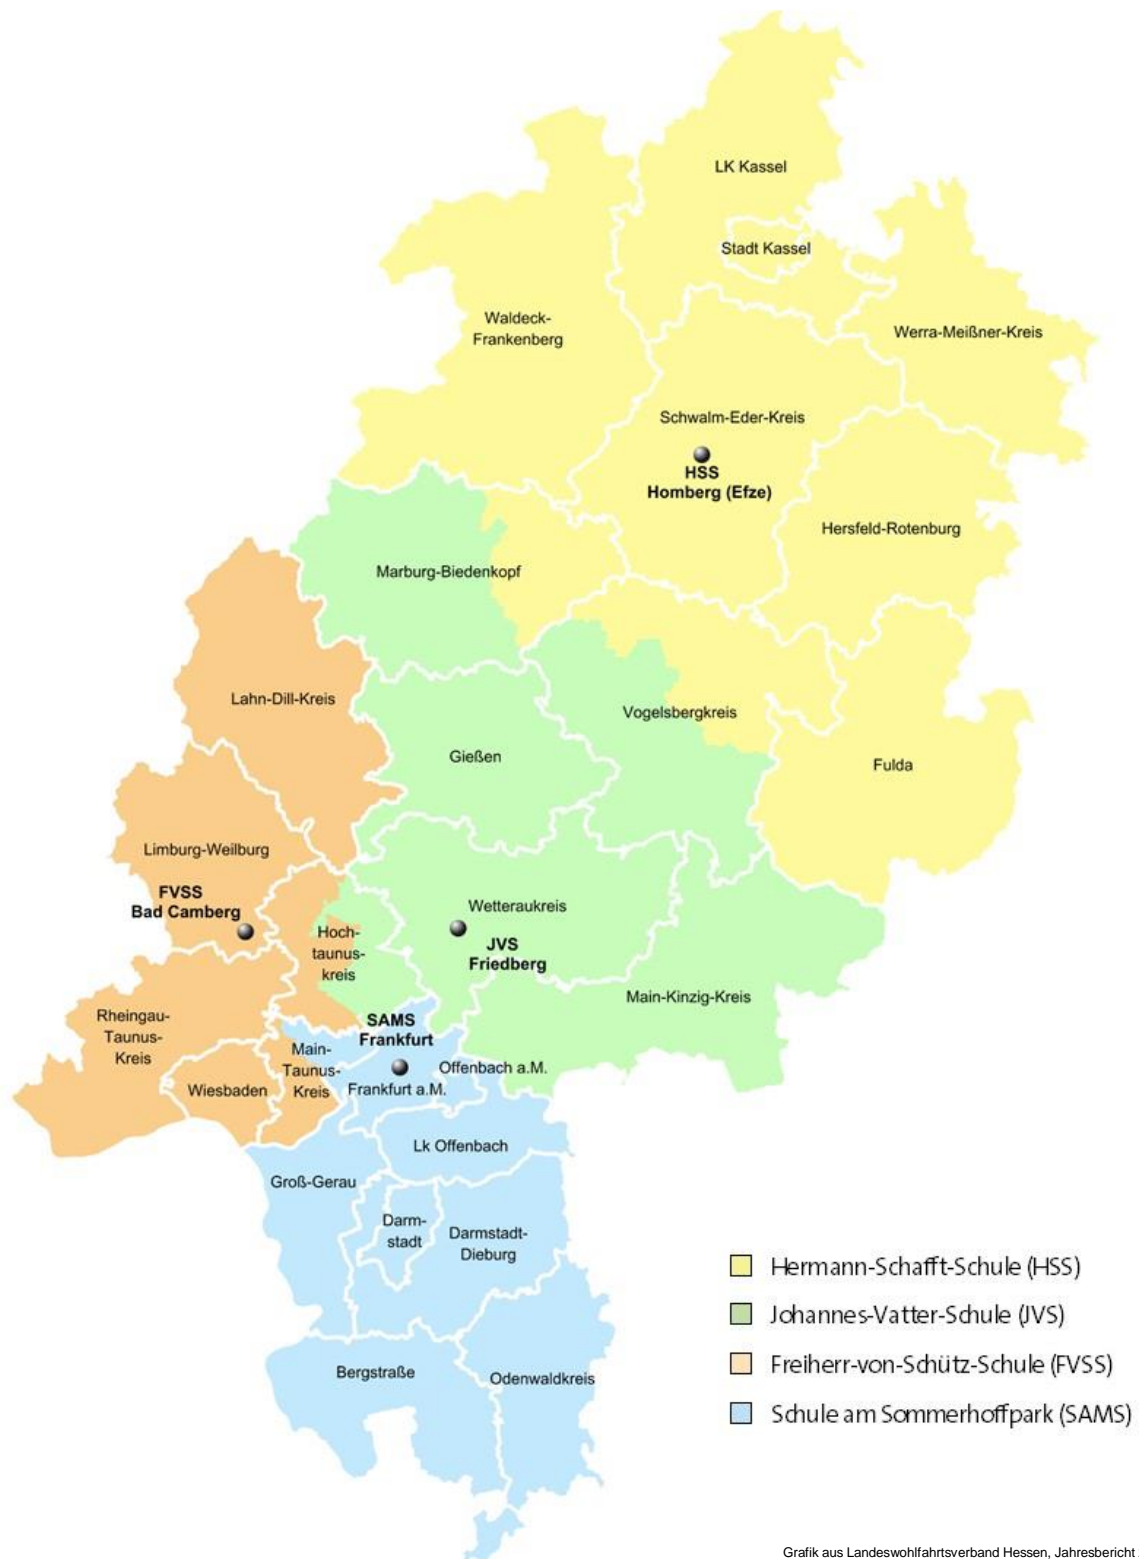 LK Kassel
Stadt Kassel
Waldeck-
Frankenberg
Werra-Meißner-Kreis
Schwalm-Eder-Kreis
HSS
Homberg (Efze)
Hersfeld-Rotenburg
Marburg-Biedenkopf
Lahn-Dill-Kreis
Vogelsbergkreis
Gießen
Fulda
Limburg-Weilburg
FVSS
Bad Camberg
Wetteraukreis
Hoch-
taunus-
kreis
JVS
Friedberg
Main-Kinzig-Kreis
Rheingau-
Taunus-
Kreis
SAMS
Frankfurt
Main-
Taunus-
Kreis
Offenbach a.M.
Wiesbaden
Frankfurt a.M.
Lk Offenbach
Groß-Gerau
Darm-
stadt
Darmstadt-
Dieburg
Bergstraße
Odenwaldkreis
Hermann-Schafft-Schule (HSS)
Johannes-Vatter-Schule (JVS)
Freiherr-von-Schütz-Schule (FVSS)
Schule am Sommerhoffpark (SAMS)
Grafik aus Landeswohlfahrtsverband Hessen, Jahresbericht